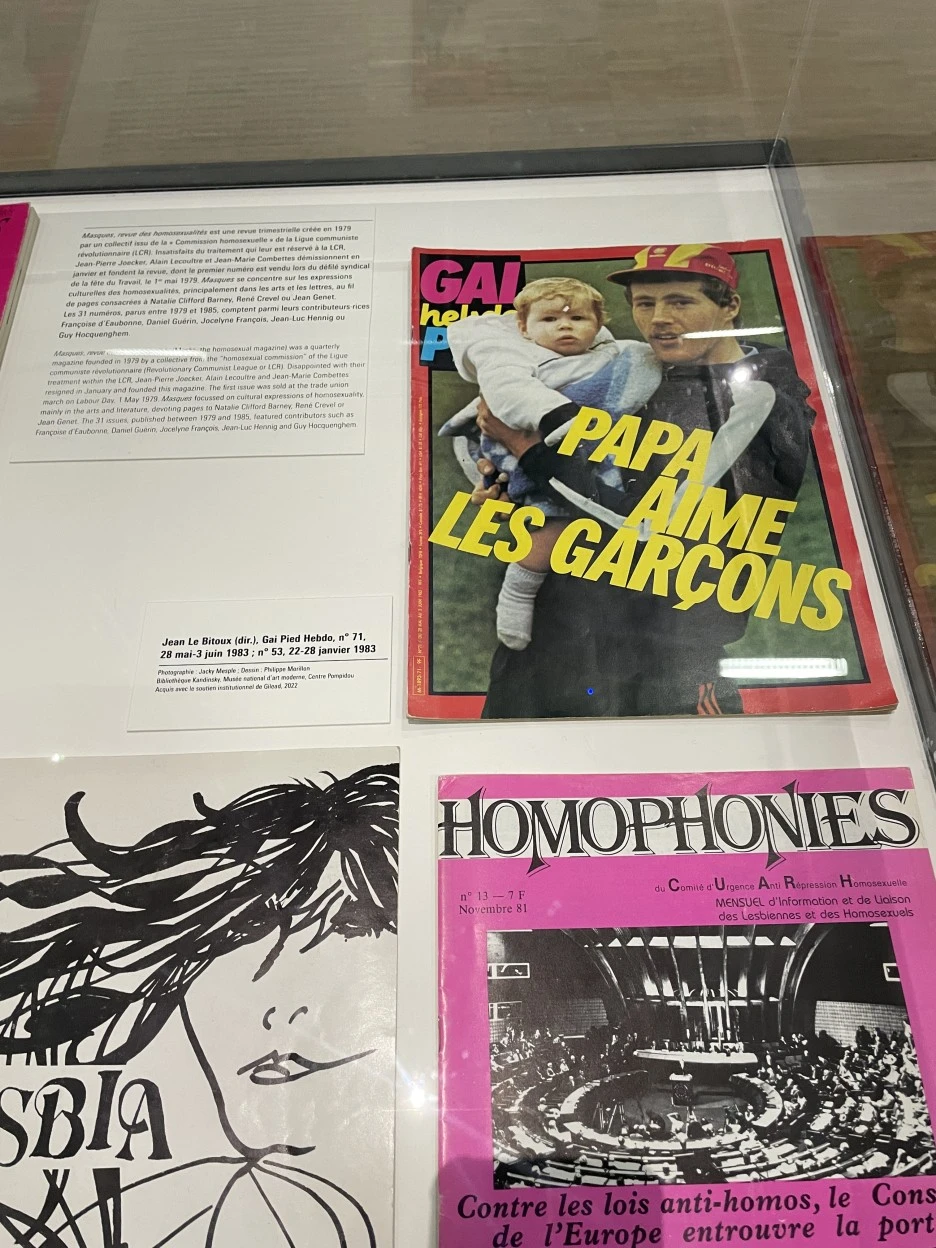 Masques, revue des homosexualités est une revue trimestrielle créée en 1979
par un collectif issu de la « Commission homosexuelle » de la Ligue communiste
révolutionnaire (LCR). Insatisfaits du traitement qui leur est réservé à la LCR,
Jean-Pierre Joecker, Alain Lecoultre et Jean-Marie Combettes démissionnent en
janvier et fondent la revue, dont le premier numéro est vendu lors du défilé syndical
de la fête du Travail, le 1er mai 1979. Masques se concentre sur les expressions
culturelles des homosexualités, principalement dans les arts et les lettres, au fil
de pages consacrées à Natalie Clifford Barney, René Crevel ou Jean Genet.
Les 31 numéros, parus entre 1979 et 1985, comptent parmi leurs contributeurs·rices
Françoise d'Eaubonne, Daniel Guérin, Jocelyne François, Jean-Luc Hennig ou
Guy Hocquenghem.
Masques, revue the homosexual magazine) was a quarterly
magazine founded in 1979 by a collective from the "homosexual commission" of the Ligue
communiste révolutionnaire (Revolutionary Communist League or LCR). Disappointed with their
treatment within the LCR, Jean-Pierre Joecker, Alain Lecoultre and Jean-Marie Combettes
resigned in January and founded this magazine. The first issue was sold at the trade union
march on Labour Day, 1 May 1979. Masques focussed on cultural expressions of homosexuality,
mainly in the arts and literature, devoting pages to Natalie Clifford Barney, René Crevel or
Jean Genet. The 31 issues, published between 1979 and 1985, featured contributors such as
Françoise d'Eaubonne, Daniel Guérin, Jocelyne François, Jean-Luc Hennig and Guy Hocquenghem.
GAI
hebdo
P
PAPA
AIME
LES GARÇONS
Jean Le Bitoux (dir.), Gai Pied Hebdo, n° 71,
28 mai-3 juin 1983 ; n° 53, 22-28 janvier 1983
Photographie : Jacky Mesple ; Dessin : Philippe Morillon
Bibliothèque Kandinsky, Musée national d'art moderne, Centre Pompidou
Acquis avec le soutien institutionnel de Gilead, 2022
SBIA
HOMOPHONIES
du Comité d'Urgence Anti Répression Homosexuelle
n° 13 — 7 F
Novembre 81
MENSUEL d'Information et de Liaison
des Lesbiennes et des Homosexuels
Contre les lois anti-homos, le Cons
de l'Europe entrouvre la port